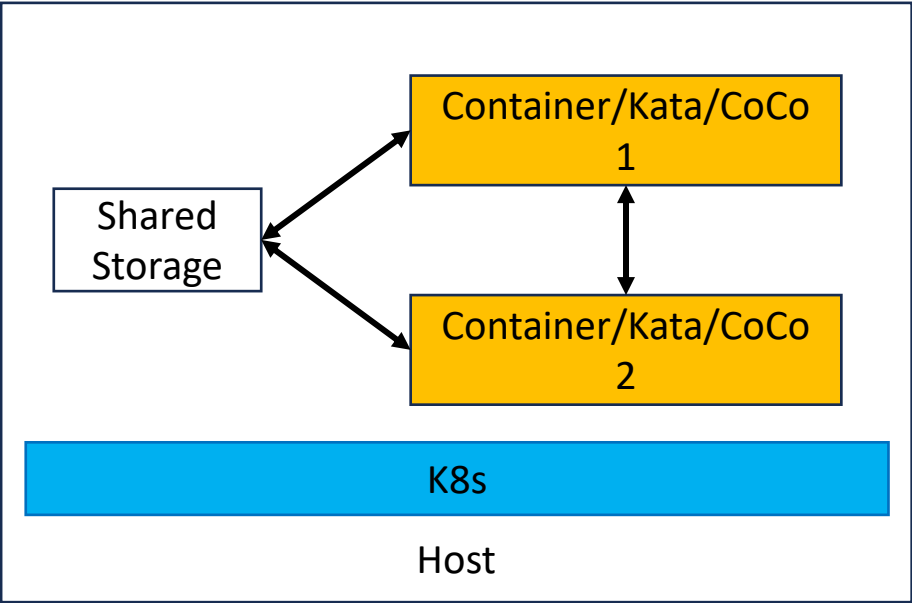 Container/Kata/CoCo
1
Shared
Storage
Container/Kata/CoCo
2
K8s
Host